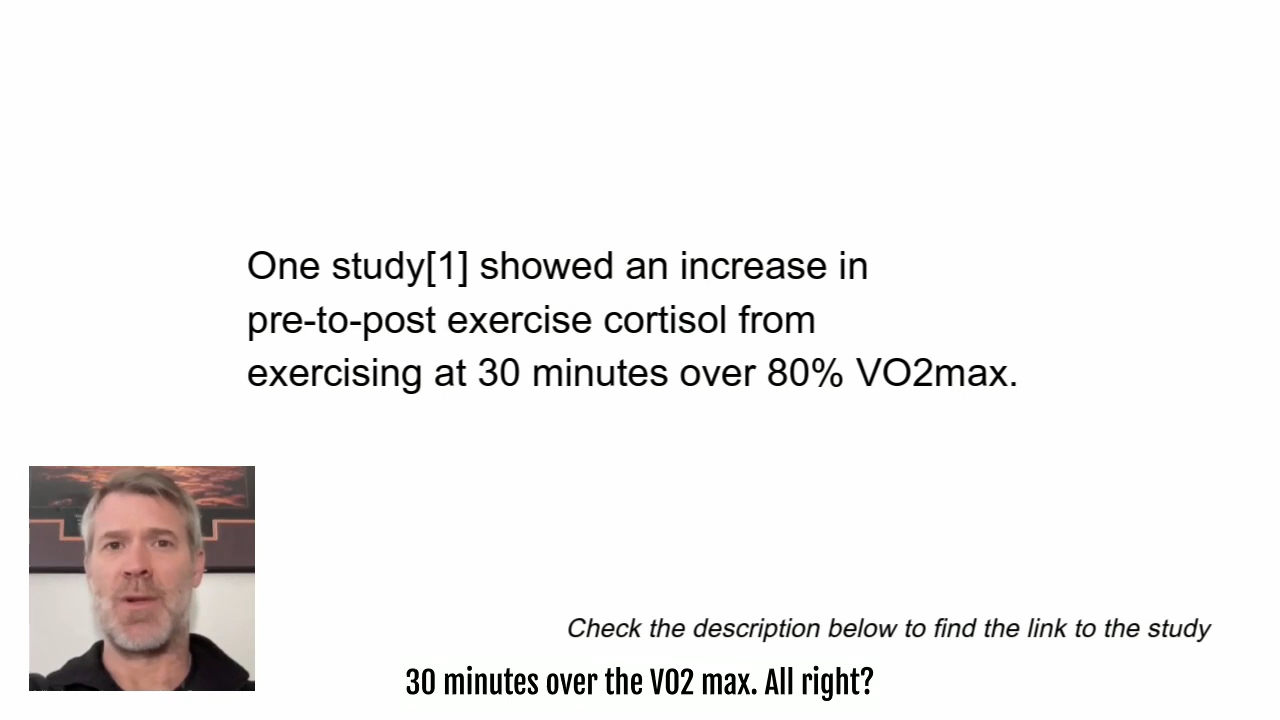 One study[1] showed an increase in
pre-to-post exercise cortisol from
exercising at 30 minutes over 80% VO2max.
Check the description below to find the link to the study
30 minutes over the VO2 max. All right?